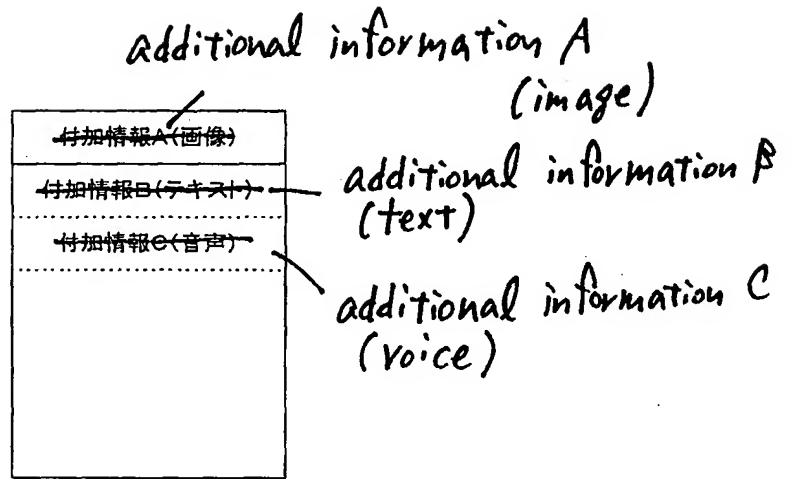 additional information A
(image)
付加情報A(画像)
付加情報B(テキスト)
additional information B
(text)
付加情報C(音声)
additional information C
(voice)